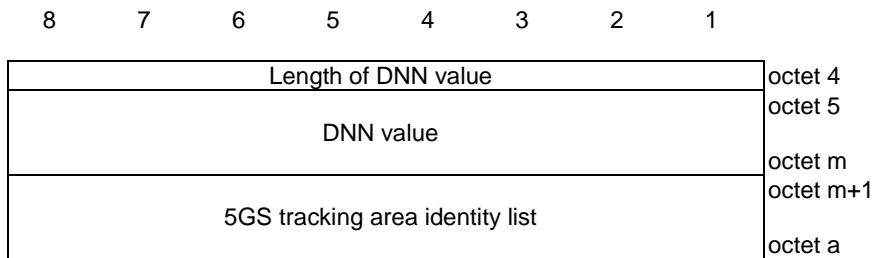 8 7 6 5 4 3 2 1
Length of DNN value octet 4
octet 5
DNN value
octet m
octet m+1
5GS tracking area identity list
octet a